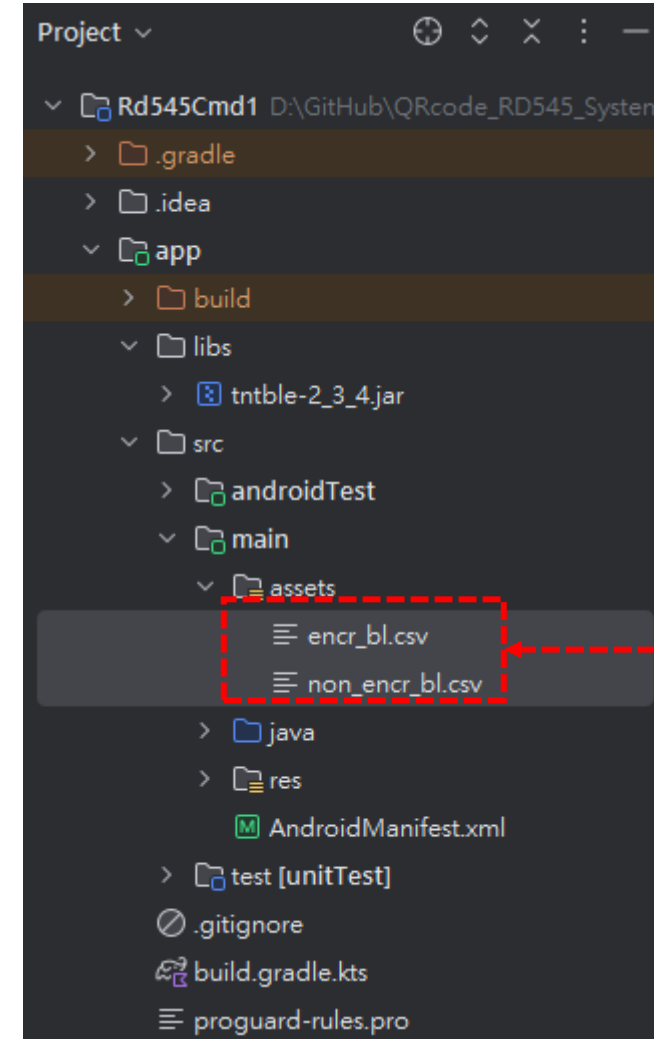 Project
Rd545Cmd1 D:\GitHub\QRcode_RD545_System
.gradle
.idea
app
build
libs
tntble-2_3_4.jar
src
androidTest
main
assets
encr_bl.csv
non_encr_bl.csv
java
res
AndroidManifest.xml
test [unitTest]
.gitignore
build.gradle.kts
proguard-rules.pro